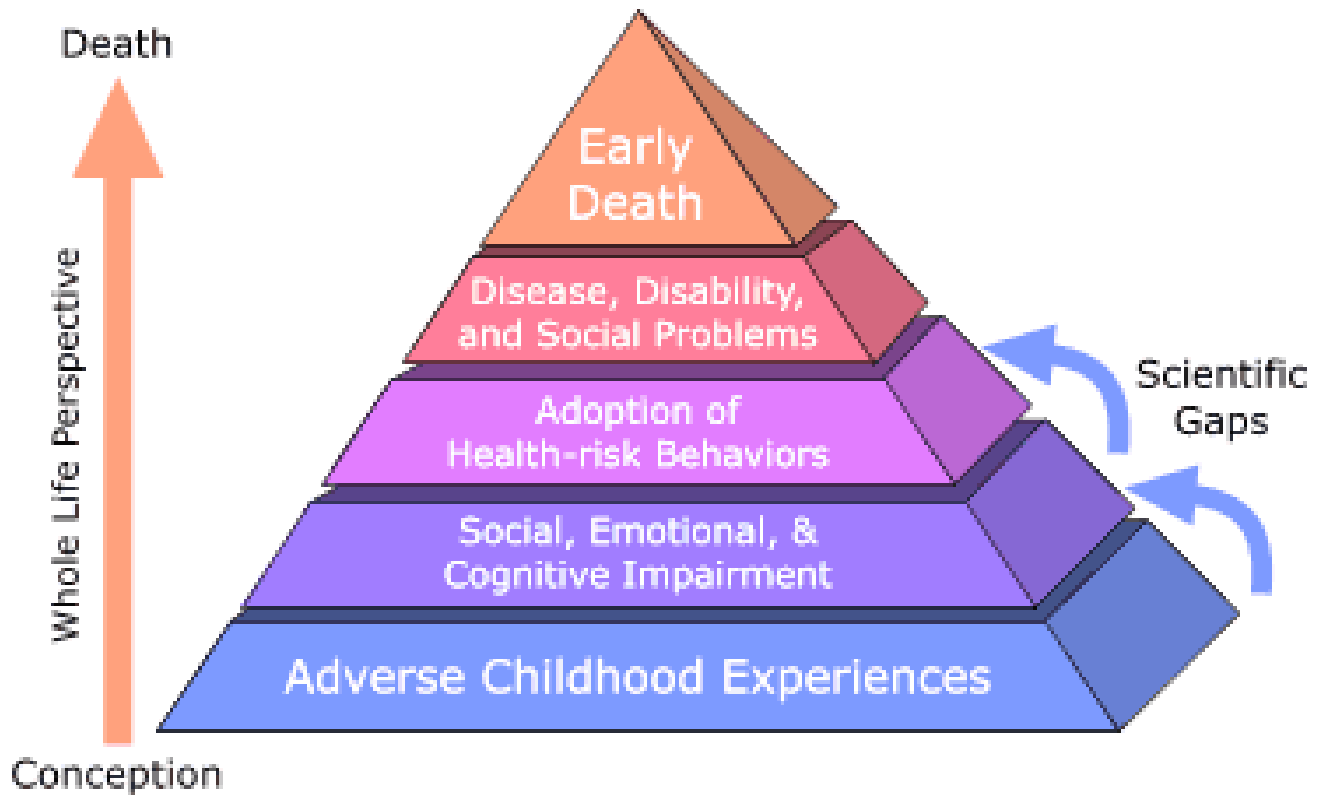 Death
Early
Death
Disease, Disability,
and Social Problems
Scientific
Gaps
Adoption of
Health-risk Behaviors
Whole Life Perspective
Social, Emotional, &
Cognitive Impairment
Adverse Childhood Experiences
Conception